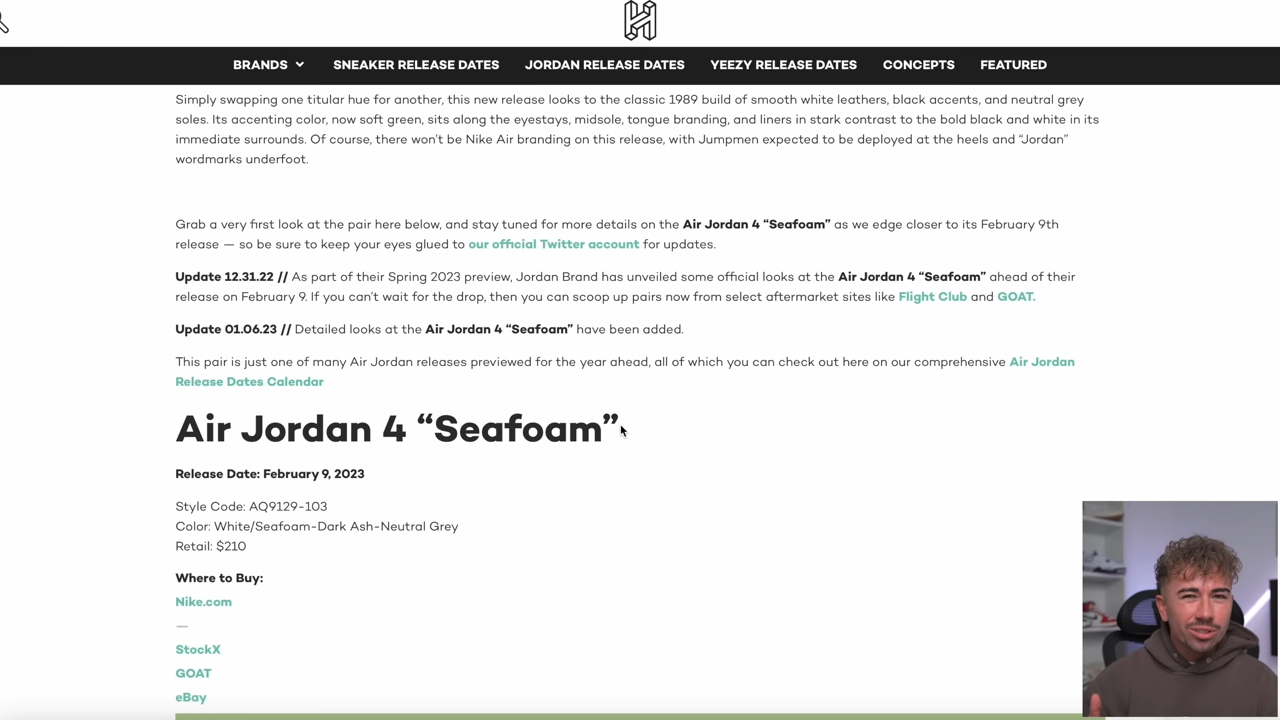 BRANDS SNEAKER RELEASE DATES JORDAN RELEASE DATES YEEZY RELEASE DATES CONCEPTS FEATURED
Simply swapping one titular hue for another, this new release looks to the classic 1989 build of smooth white leathers, black accents, and neutral grey
soles. Its accenting color, now soft green, sits along the eyestays, midsole, tongue branding, and liners in stark contrast to the bold black and white in its
immediate surrounds. Of course, there won’t be Nike Air branding on this release, with Jumpmen expected to be deployed at the heels and “Jordan”
wordmarks underfoot.
Grab a very first look at the pair here below, and stay tuned for more details on the Air Jordan 4 “Seafoam” as we edge closer to its February 9th
release — so be sure to keep your eyes glued to our official Twitter account for updates.
Update 12.31.22 // As part of their Spring 2023 preview, Jordan Brand has unveiled some official looks at the Air Jordan 4 “Seafoam” ahead of their
release on February 9. If you can’t wait for the drop, then you can scoop up pairs now from select aftermarket sites like Flight Club and GOAT.
Update 01.06.23 // Detailed looks at the Air Jordan 4 “Seafoam” have been added.
This pair is just one of many Air Jordan releases previewed for the year ahead, all of which you can check out here on our comprehensive Air Jordan
Release Dates Calendar
Air Jordan 4 “Seafoam”
Release Date: February 9, 2023
Style Code: AQ9129-103
Color: White/Seafoam-Dark Ash-Neutral Grey
Retail: $210
Where to Buy:
Nike.com
—
StockX
GOAT
eBay